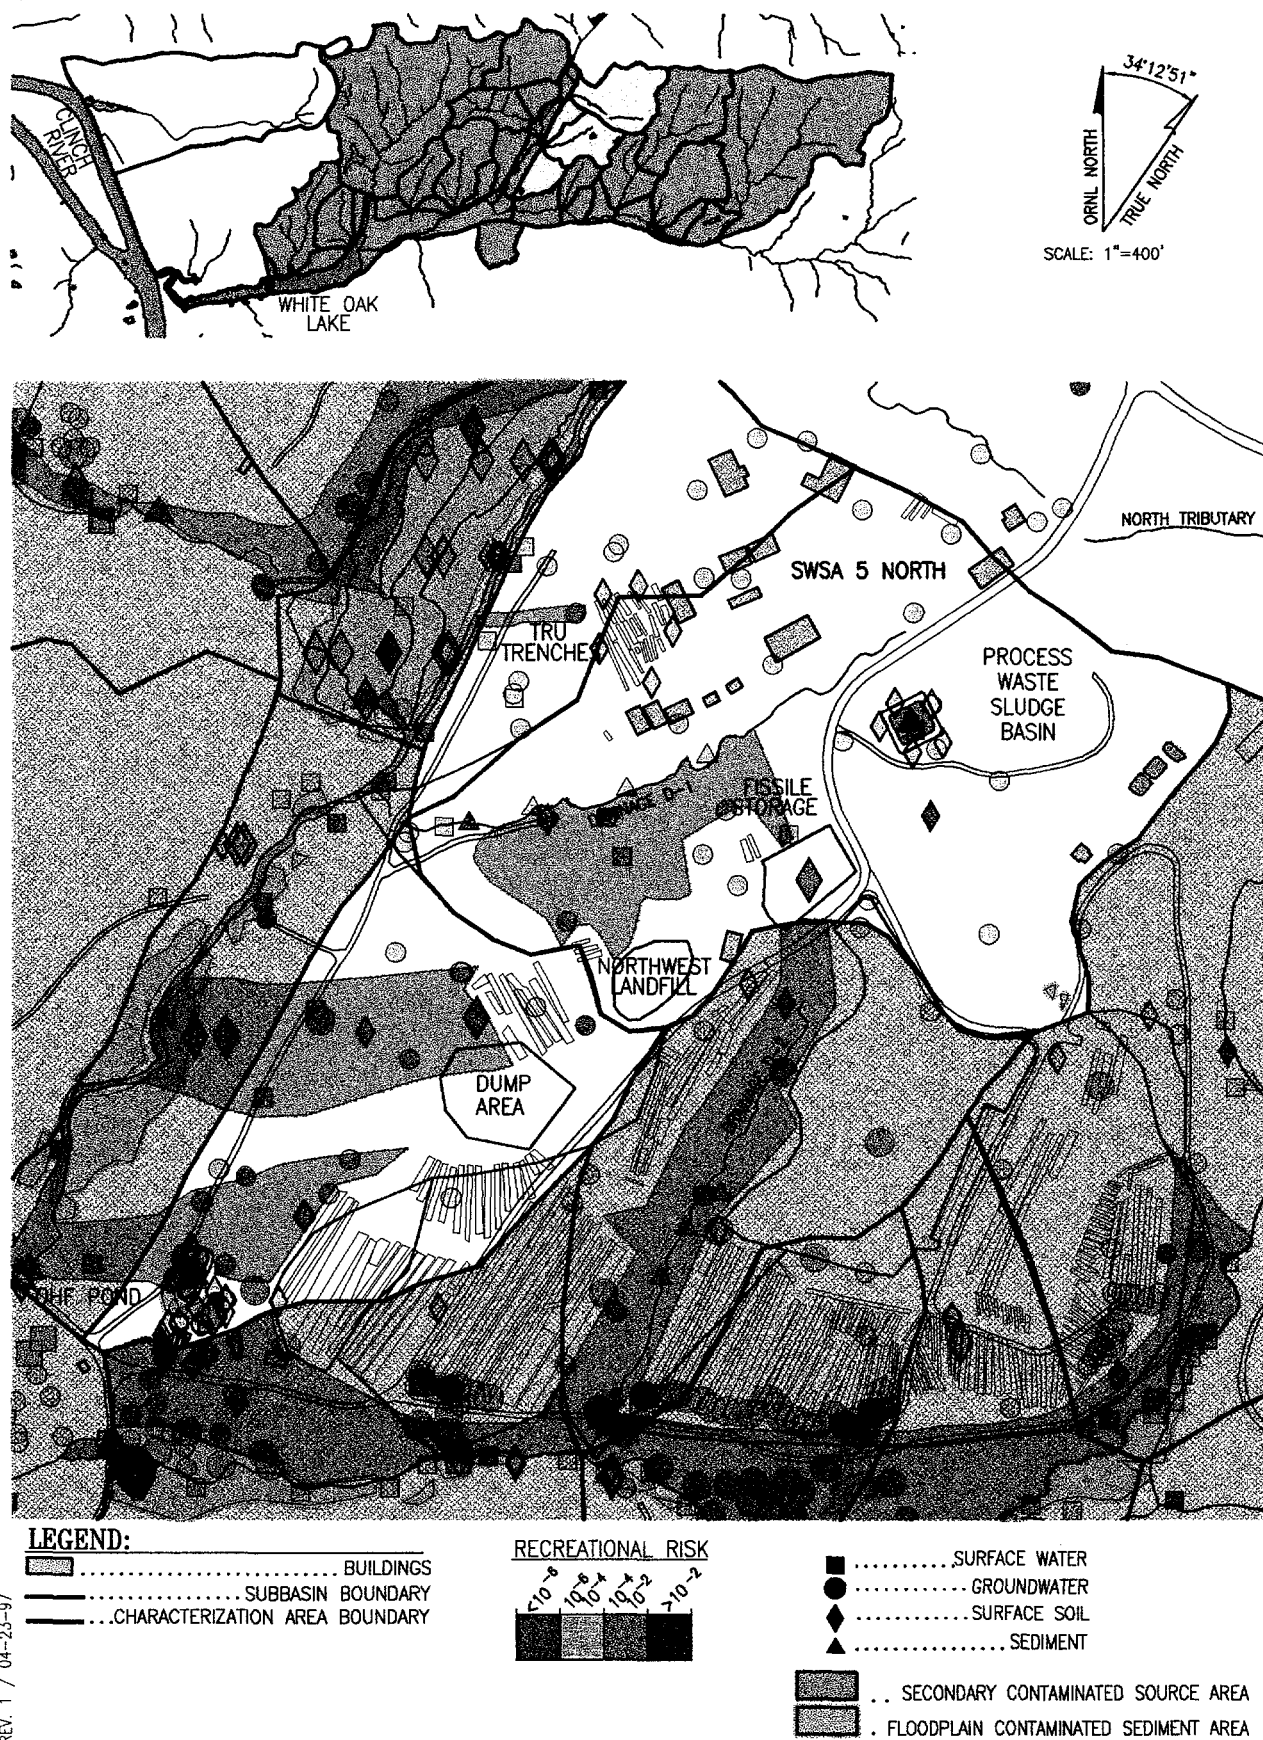 CLINCH
RIVER
WHITE OAK
LAKE
34°12'51"
ORNL NORTH
TRUE NORTH
SCALE: 1"=400'
NORTH TRIBUTARY
SWSA 5 NORTH
TRU
TRENCHES
PROCESS
WASTE
SLUDGE
BASIN
FISSILE
STORAGE
D-1
NORTHWEST
LANDFILL
DUMP
AREA
OHF POND
LEGEND:
BUILDINGS
SUBBASIN BOUNDARY
CHARACTERIZATION AREA BOUNDARY
RECREATIONAL RISK
<10-6
10-6
10-4
10-4
10-2
>10-2
SURFACE WATER
GROUNDWATER
SURFACE SOIL
SEDIMENT
SECONDARY CONTAMINATED SOURCE AREA
FLOODPLAIN CONTAMINATED SEDIMENT AREA
REV. 1 / 04-23-97